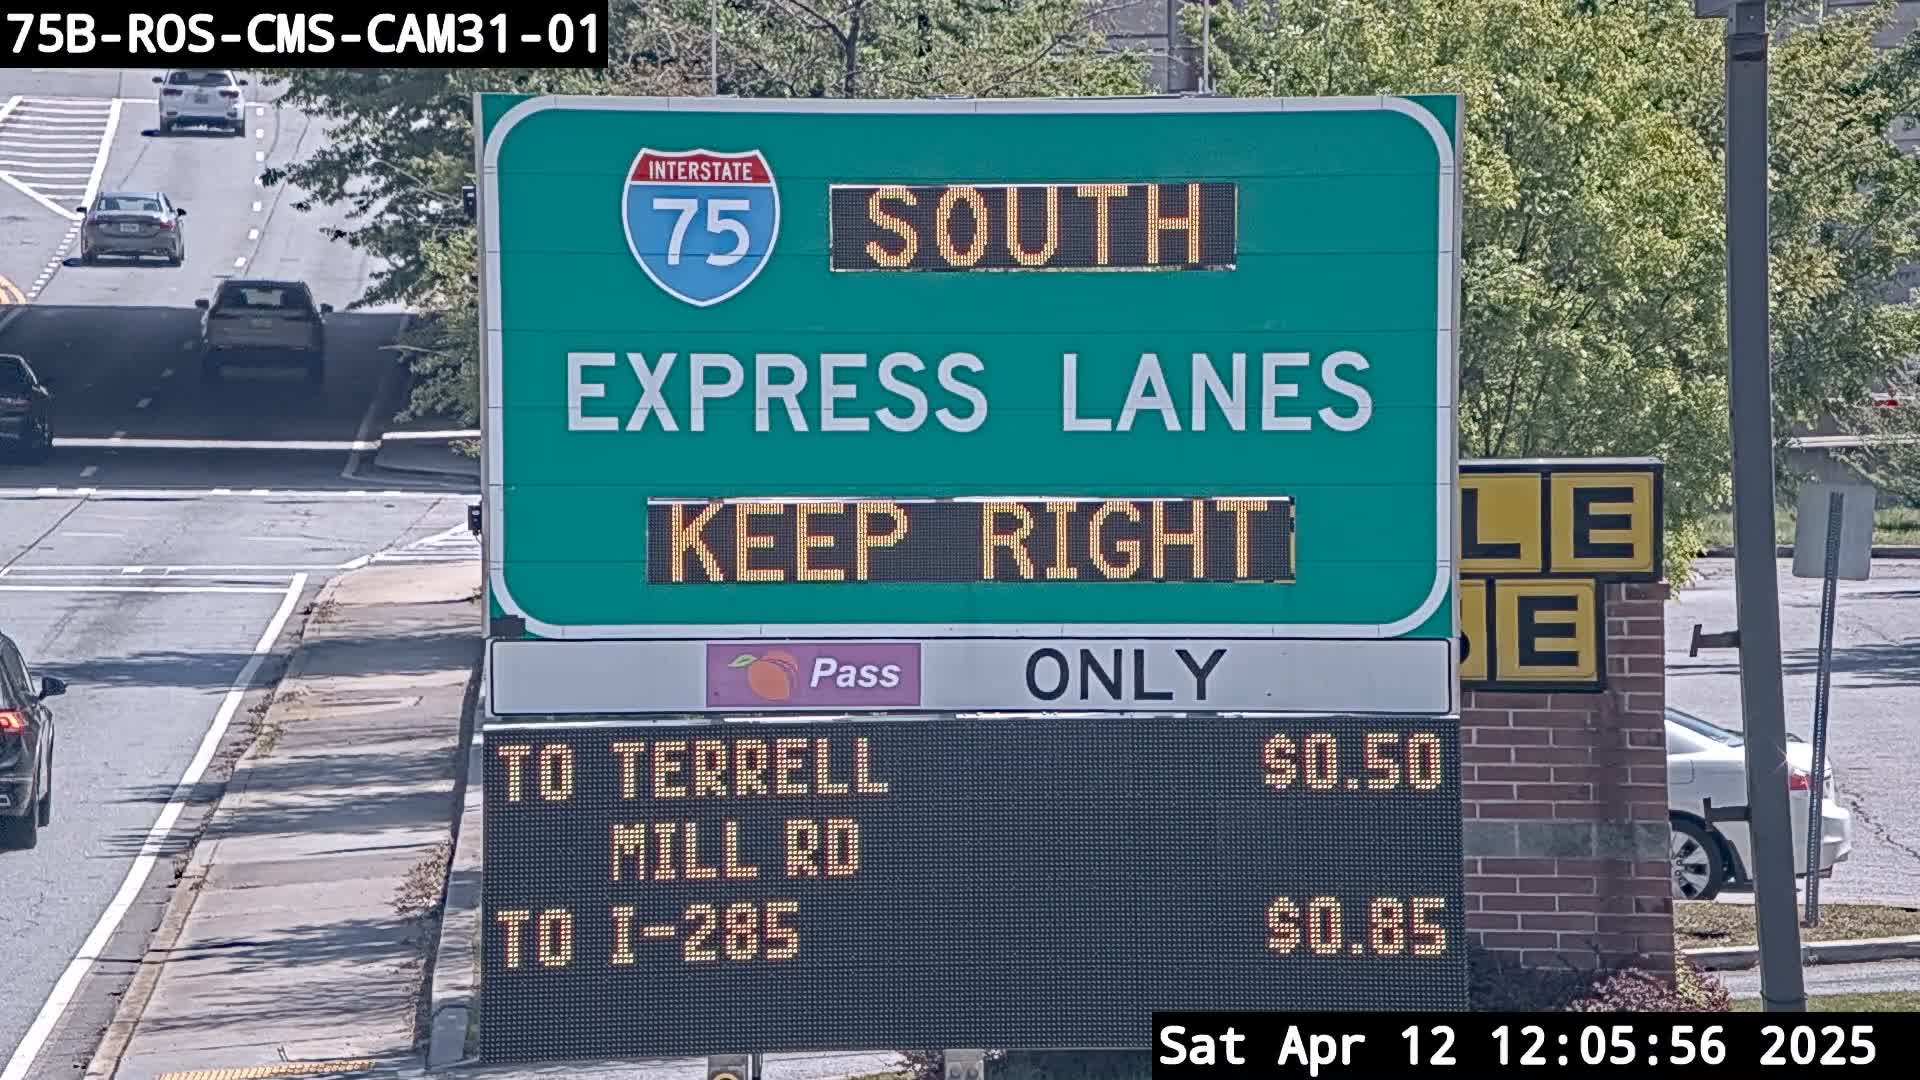 75B-ROS-CMS-CAM31-01
INTERSTATE
75
SOUTH
EXPRESS LANES
KEEP RIGHT
Pass ONLY
TO TERRELL $0.50
MILL RD
TO I-285 $0.85
LE
E
Sat Apr 12 12:05:56 2025